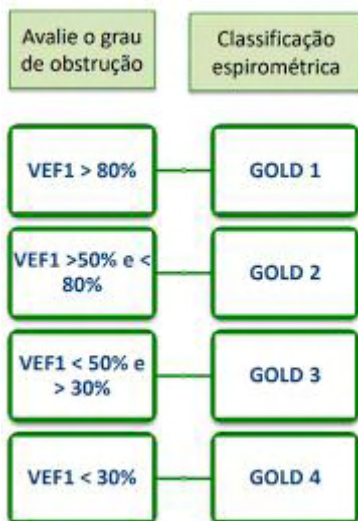 Avalie o grau
de obstrução
Classificação
espirométrica
VEF1 > 80%
GOLD 1
VEF1 >50% e <
80%
GOLD 2
VEF1 < 50% e
> 30%
GOLD 3
VEF1 < 30%
GOLD 4